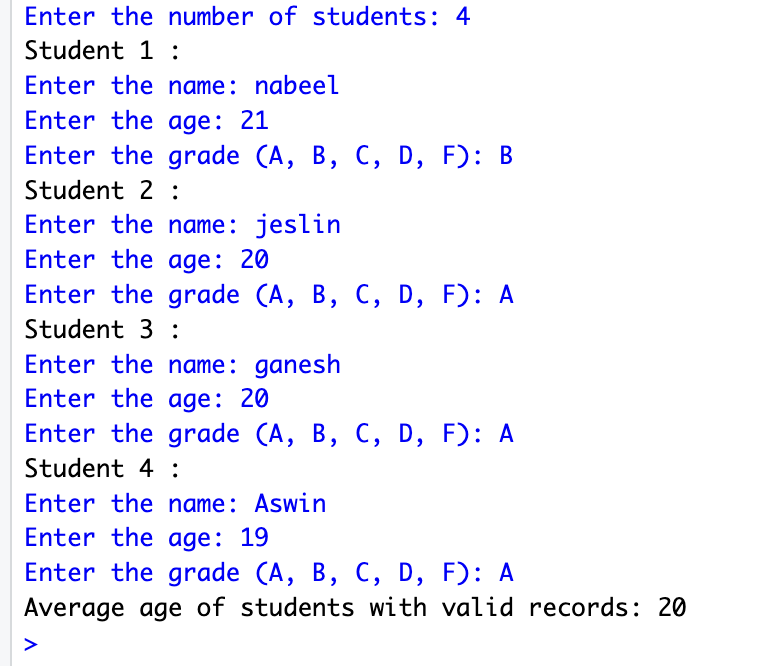 Enter the number of students: 4
Student 1 :
Enter the name: nabeel
Enter the age: 21
Enter the grade (A, B, C, D, F): B
Student 2 :
Enter the name: jeslin
Enter the age: 20
Enter the grade (A, B, C, D, F): A
Student 3 :
Enter the name: ganesh
Enter the age: 20
Enter the grade (A, B, C, D, F): A
Student 4 :
Enter the name: Aswin
Enter the age: 19
Enter the grade (A, B, C, D, F): A
Average age of students with valid records: 20
>